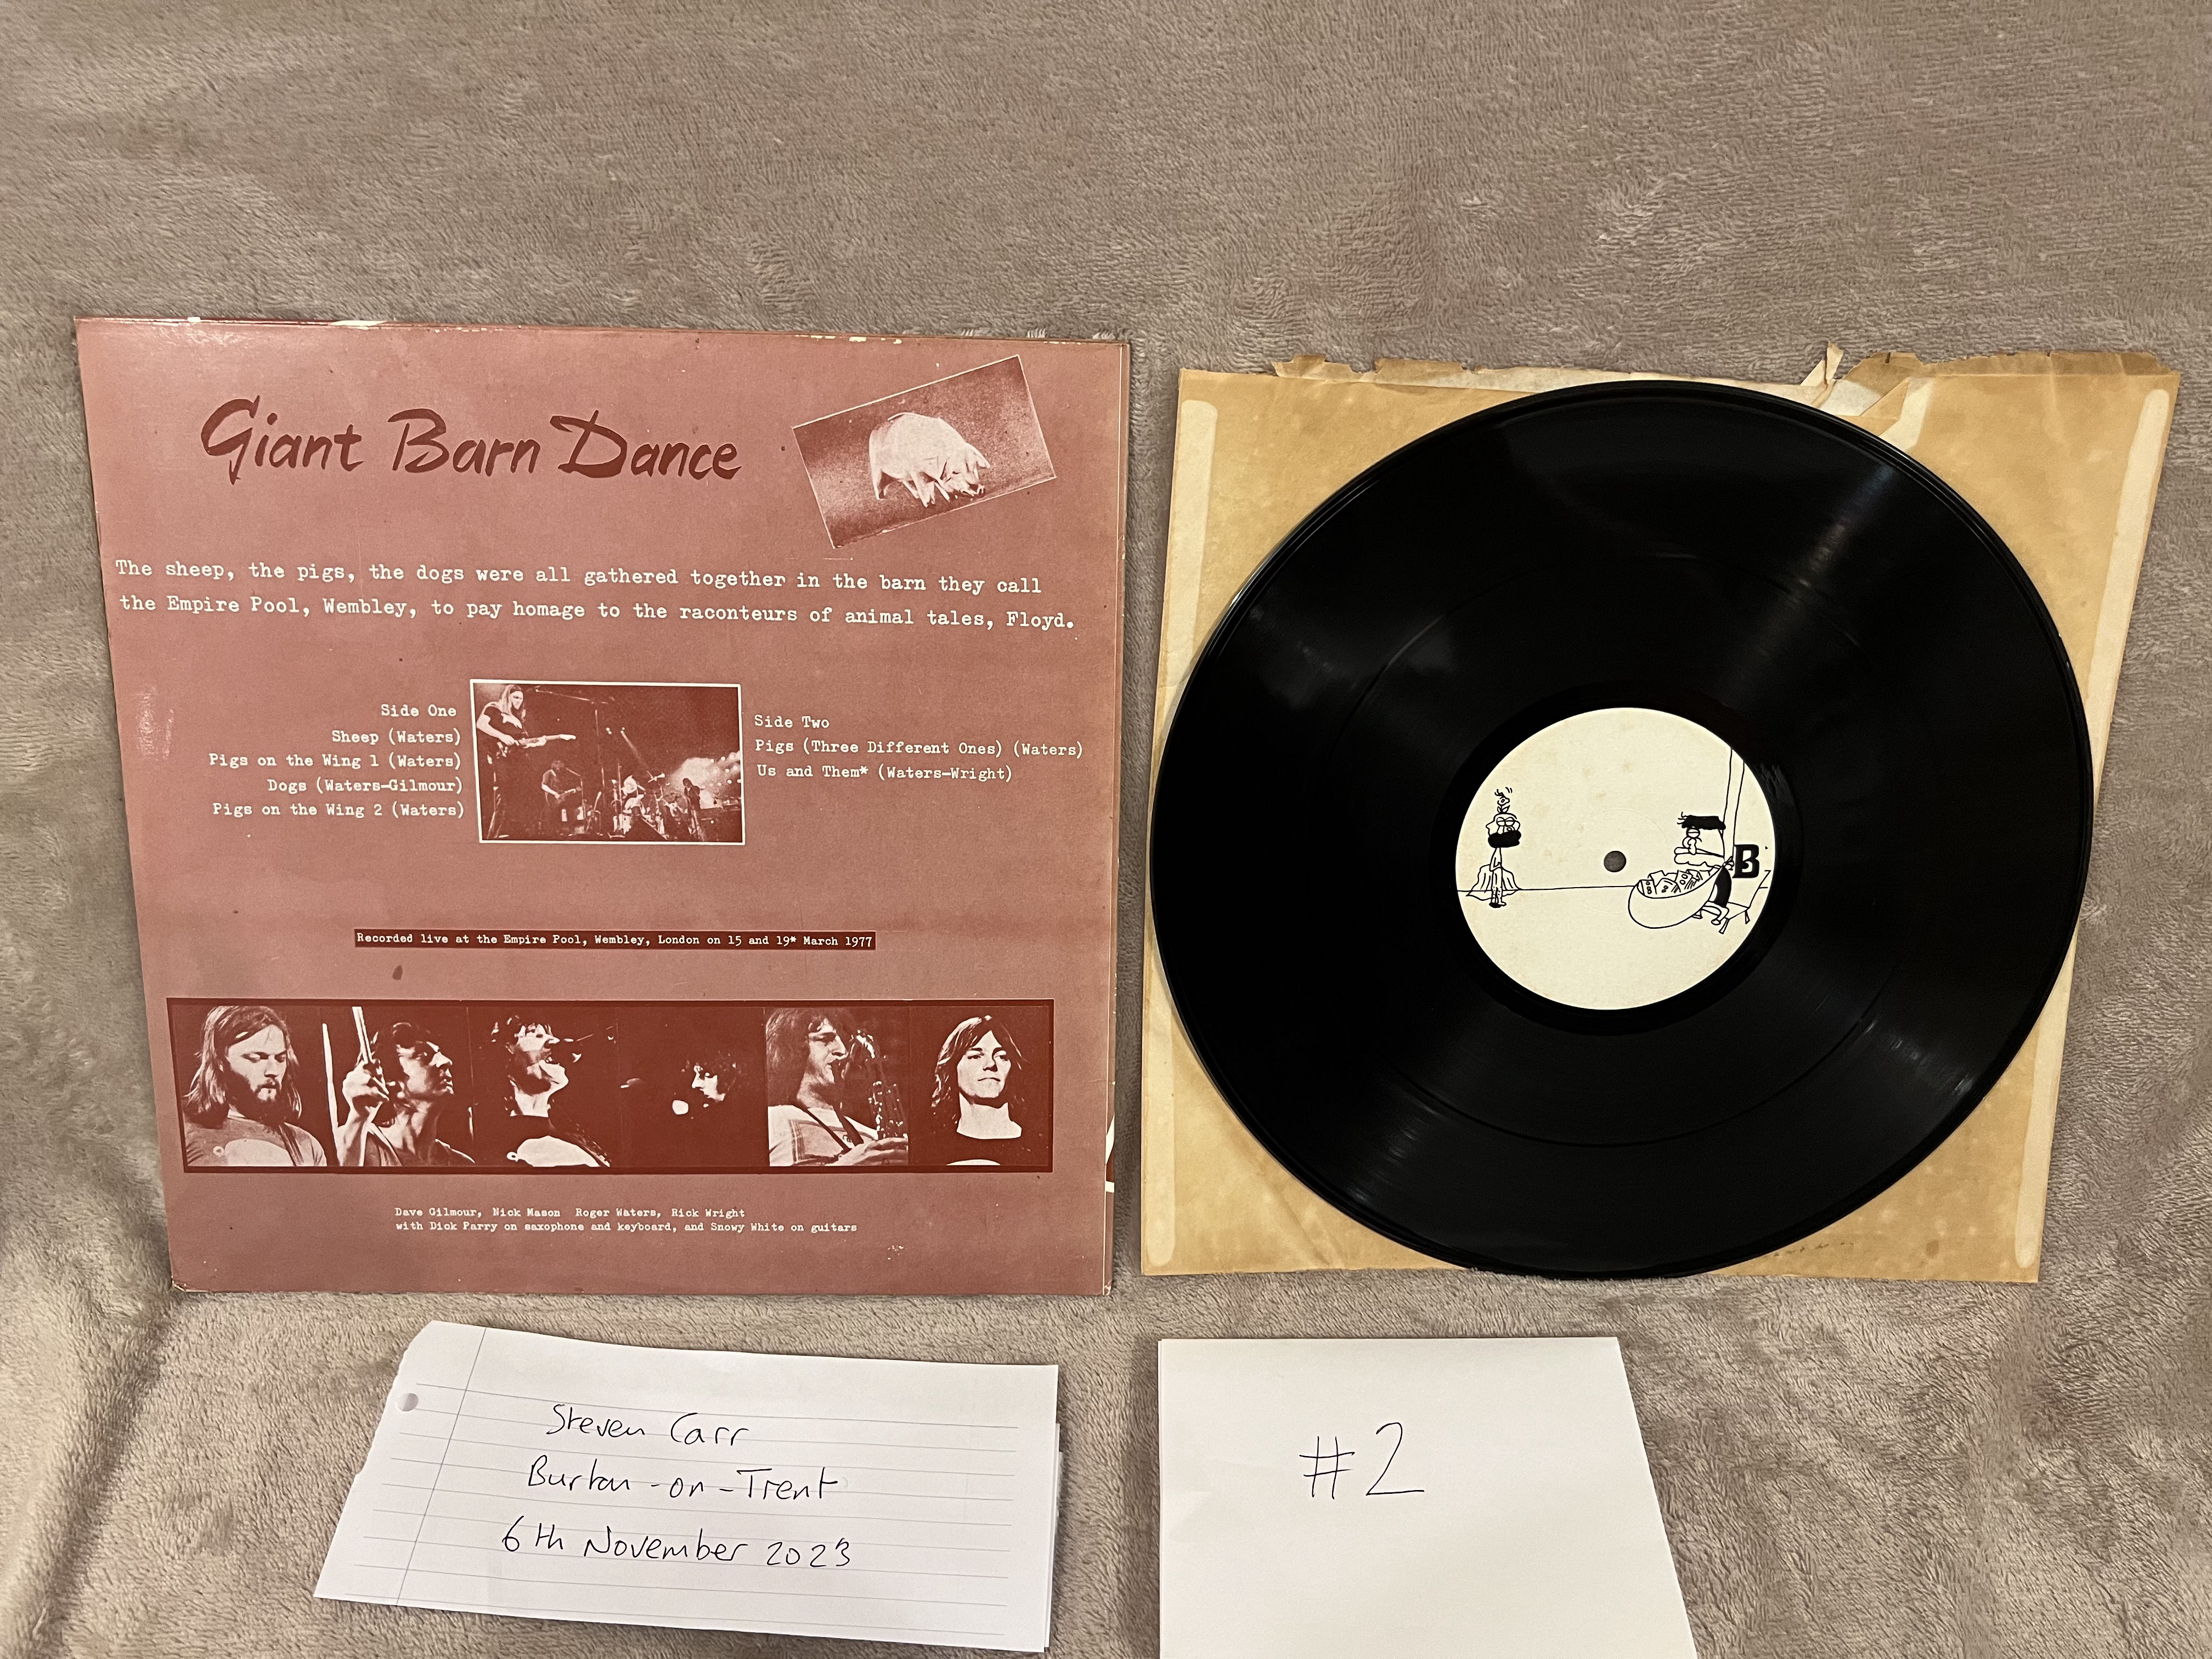 Giant Barn Dance
The sheep, the pigs, the dogs were all gathered together in the barn they call
the Empire Pool, Wembley, to pay homage to the raconteurs of animal tales, Floyd.
Side One
Sheep (Waters)
Pigs on the Wing 1 (Waters)
Dogs (Waters-Gilmour)
Pigs on the Wing 2 (Waters)
Side Two
Pigs (Three Different Ones) (Waters)
Us and Them* (Waters-Wright)
Recorded live at the Empire Pool, Wembley, London on 15 and 19* March 1977
Dave Gilmour, Nick Mason Roger Waters, Rick Wright
with Dick Parry on saxophone and keyboard, and Snowy White on guitars
B
Steven Carr
Burton-on-Trent
6th November 2023
#2